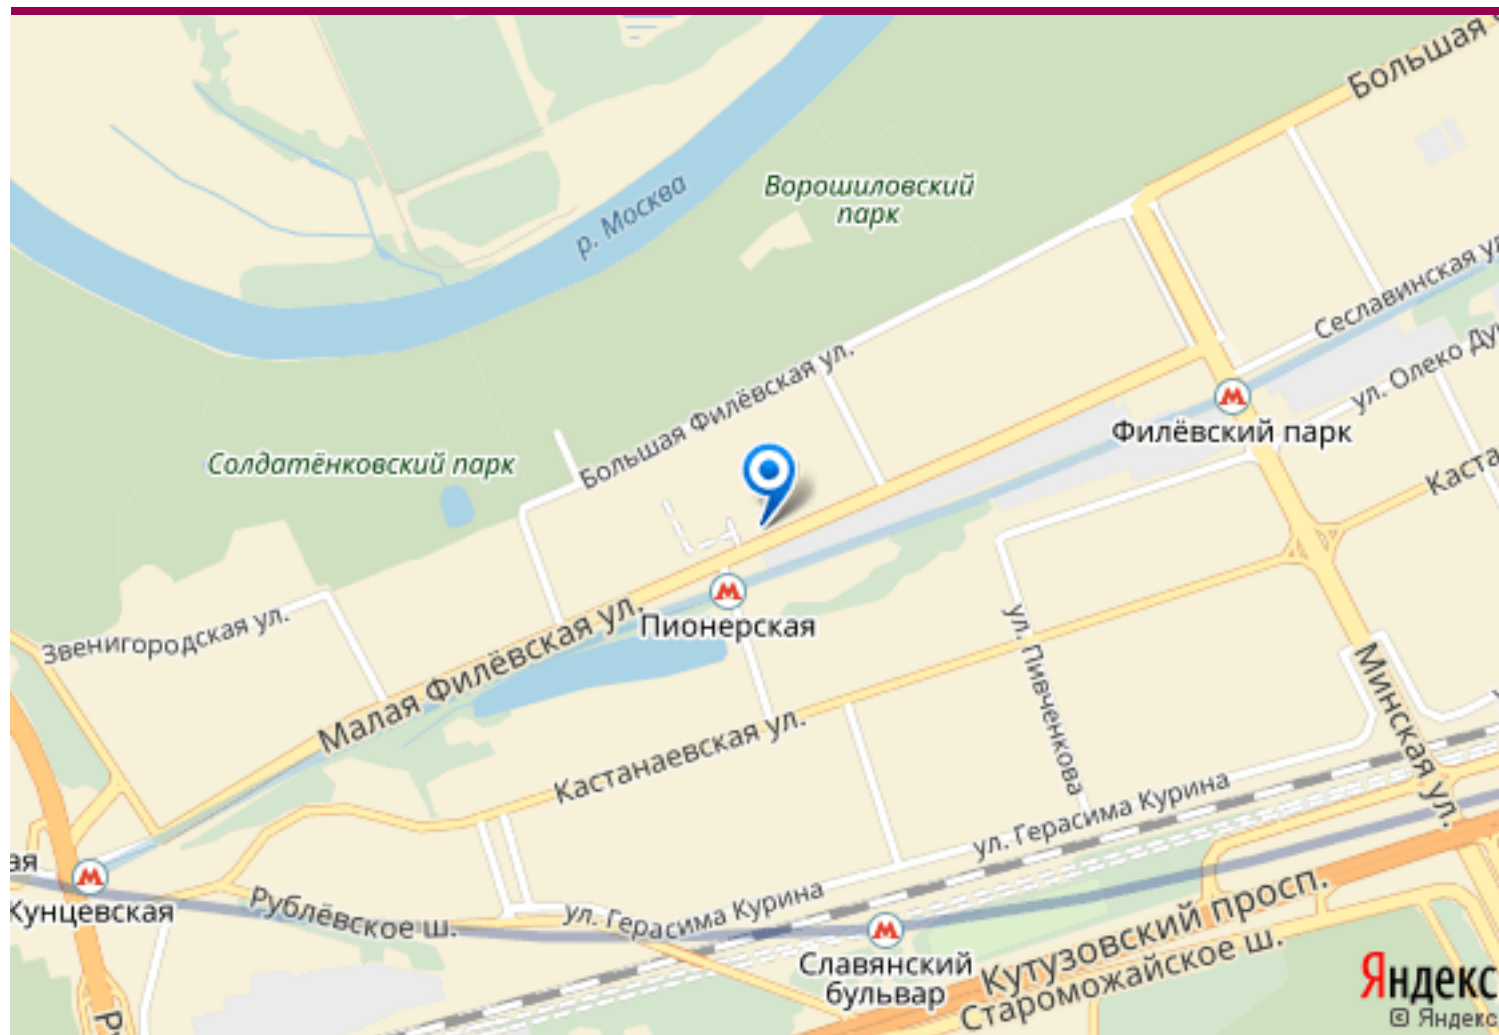 Большая
р. Москва
Ворошиловский
парк
Сеславинская ул
ул. Олеко Ду
Большая Филёвская ул.
Филёвский парк
Солдатёнковский парк
Каста
Пионерская
Звенигородская ул.
Малая Филёвская ул.
ул. Пивченкова
Минская ул.
Кастанаевская ул.
ул. Герасима Курина
ая
Кунцевская
Рублёвское ш.
ул. Герасима Курина
Славянский
бульвар
Кутузовский просп.
Староможайское ш.
Яндекс
© Яндекс